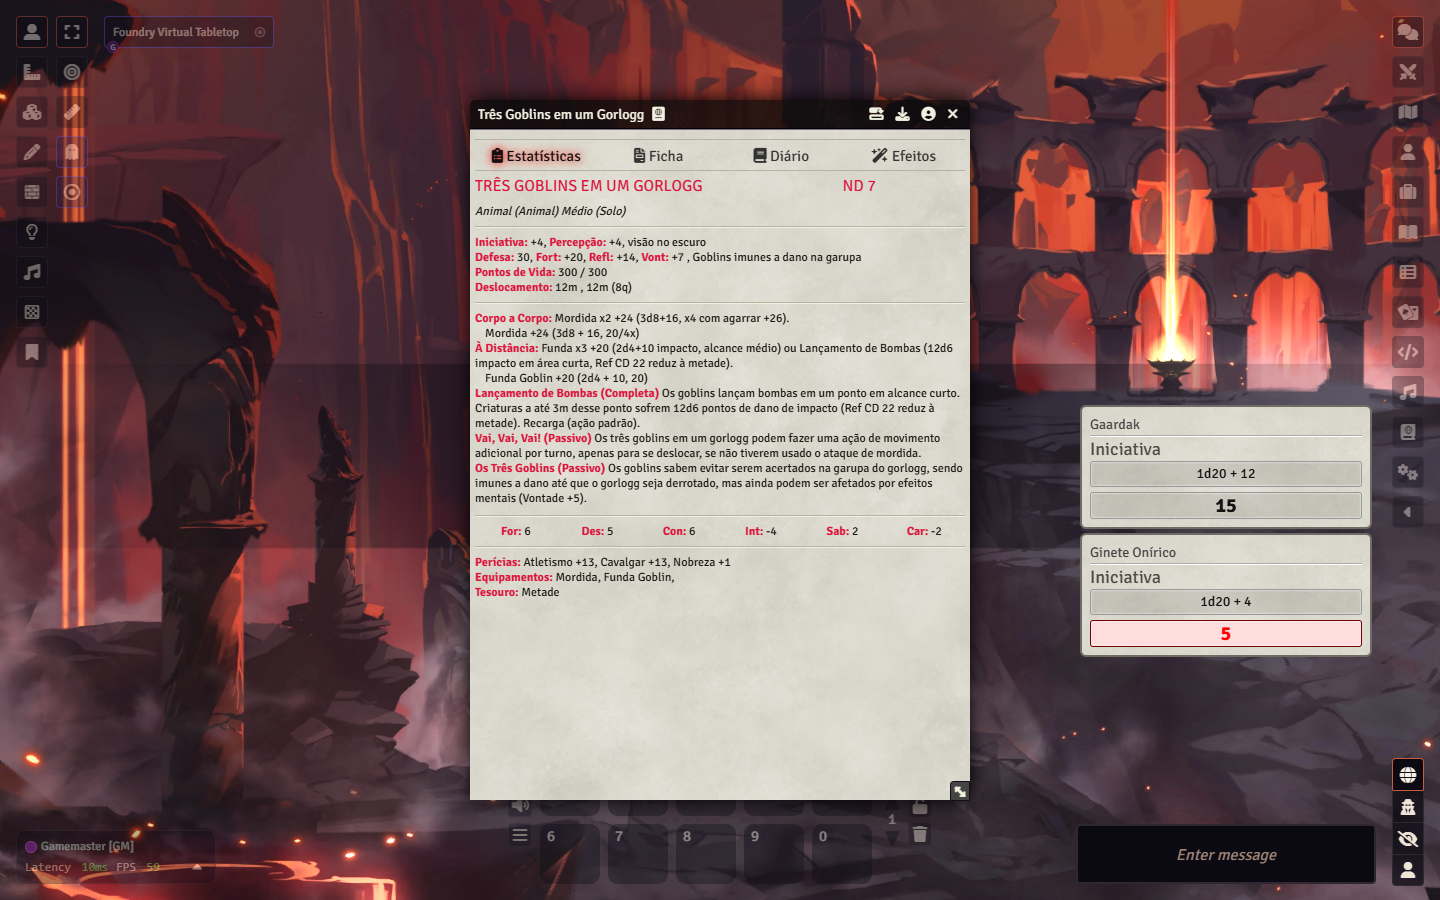 Foundry Virtual Tabletop
G
Três Goblins em um Gorlogg
Estatísticas
Ficha
Diário
Efeitos
TRÊS GOBLINS EM UM GORLOGG
ND 7
Animal (Animal) Médio (Solo)
Iniciativa: +4, Percepção: +4, visão no escuro
Defesa: 30, Fort: +20, Refl: +14, Vont: +7 , Goblins imunes a dano na garupa
Pontos de Vida: 300 / 300
Deslocamento: 12m , 12m (8q)
Corpo a Corpo: Mordida x2 +24 (3d8+16, x4 com agarrar +26).
Mordida +24 (3d8 + 16, 20/4x)
À Distância: Funda x3 +20 (2d4+10 impacto, alcance médio) ou Lançamento de Bombas (12d6
impacto em área curta, Ref CD 22 reduz à metade).
Funda Goblin +20 (2d4 + 10, 20)
Lançamento de Bombas (Completa) Os goblins lançam bombas em um ponto em alcance curto.
Criaturas a até 3m desse ponto sofrem 12d6 pontos de dano de impacto (Ref CD 22 reduz à
metade). Recarga (ação padrão).
Vai, Vai, Vai! (Passivo) Os três goblins em um gorlogg podem fazer uma ação de movimento
adicional por turno, apenas para se deslocar, se não tiverem usado o ataque de mordida.
Os Três Goblins (Passivo) Os goblins sabem evitar serem acertados na garupa do gorlogg, sendo
imunes a dano até que o gorlogg seja derrotado, mas ainda podem ser afetados por efeitos
mentais (Vontade +5).
For: 6
Des: 5
Con: 6
Int: -4
Sab: 2
Car: -2
Perícias: Atletismo +13, Cavalgar +13, Nobreza +1
Equipamentos: Mordida, Funda Goblin,
Tesouro: Metade
Gaardak
Iniciativa
1d20 + 12
15
Ginete Onírico
Iniciativa
1d20 + 4
5
6
7
8
9
0
1
Gamemaster [GM]
Latency 10ms FPS 59
Enter message